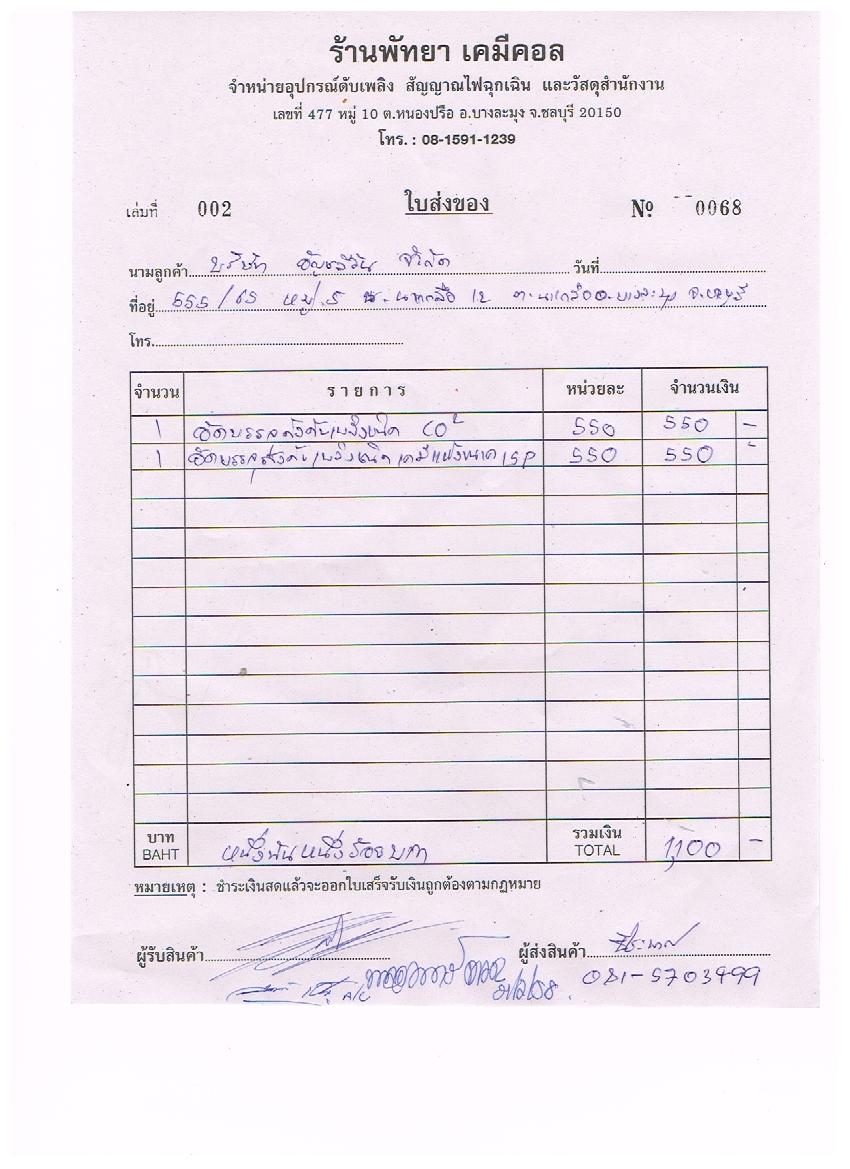 ร้านพัทยา เคมีคอล
จำหน่ายอุปกรณ์ดับเพลิง สัญญาณไฟฉุกเฉิน และวัสดุสำนักงาน
เลขที่ 477 หมู่ 10 ต.หนองปรือ อ.บางละมุง จ.ชลบุรี 20150
โทร. : 08-1591-1239
เล่มที่ 002 ใบส่งของ Nº 0068
นามลูกค้า บริษัท จำกัด วันที่
ที่อยู่ 555/65 หมู่.5 ซ.นาเกลือ 12 ต.นาเกลือ อ.บางละมุง จ.ชลบุรี
โทร.
จำนวน รายการ หน่วยละ จำนวนเงิน
1 อัดบรรจุถังดับเพลิงชนิด CO2 550 550 -
1 อัดบรรจุถังดับเพลิงชนิดเคมีแห้งขนาด 15P 550 550 -
บาท หนึ่งพันหนึ่งร้อยบาท รวมเงิน 1,100 -
BAHT TOTAL
หมายเหตุ : ชำระเงินสดแล้วจะออกใบเสร็จรับเงินถูกต้องตามกฏหมาย
ผู้รับสินค้า ผู้ส่งสินค้า
A/C 081-5703499